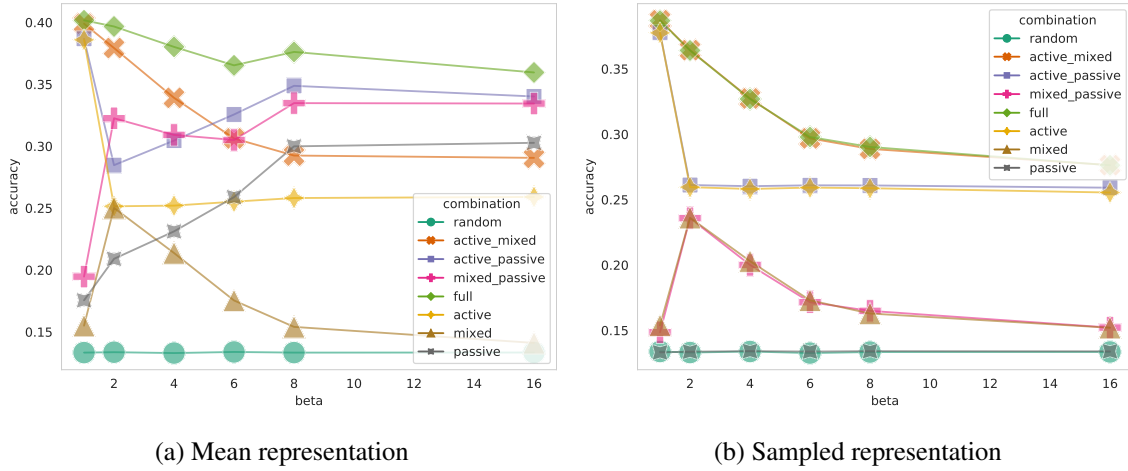 0.40
0.35
0.30
0.25
0.20
0.15
accuracy
2 4 6 8 10 12 14 16
beta
combination
random
active_mixed
active_passive
mixed_passive
full
active
mixed
passive
(a) Mean representation
0.35
0.30
0.25
0.20
0.15
accuracy
2 4 6 8 10 12 14 16
beta
combination
random
active_mixed
active_passive
mixed_passive
full
active
mixed
passive
(b) Sampled representation